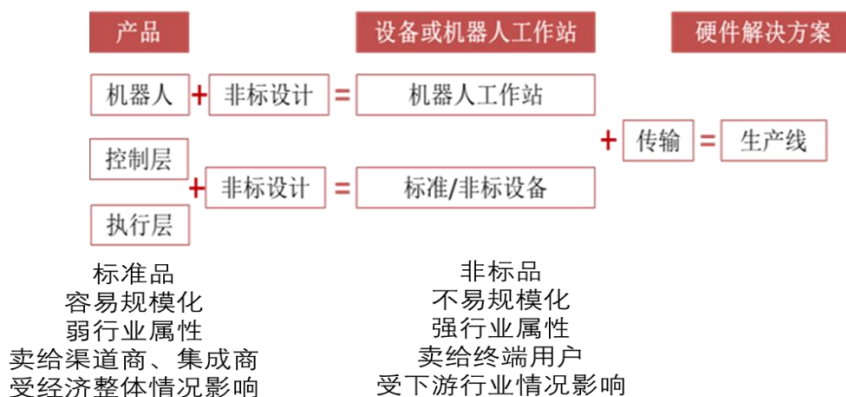 产品 设备或机器人工作站 硬件解决方案
机器人 + 非标设计 = 机器人工作站
+ 传输 = 生产线
控制层
+ 非标设计 = 标准/非标设备
执行层
标准品
容易规模化
弱行业属性
卖给渠道商、集成商
受经济整体情况影响
非标品
不易规模化
强行业属性
卖给终端用户
受下游行业情况影响